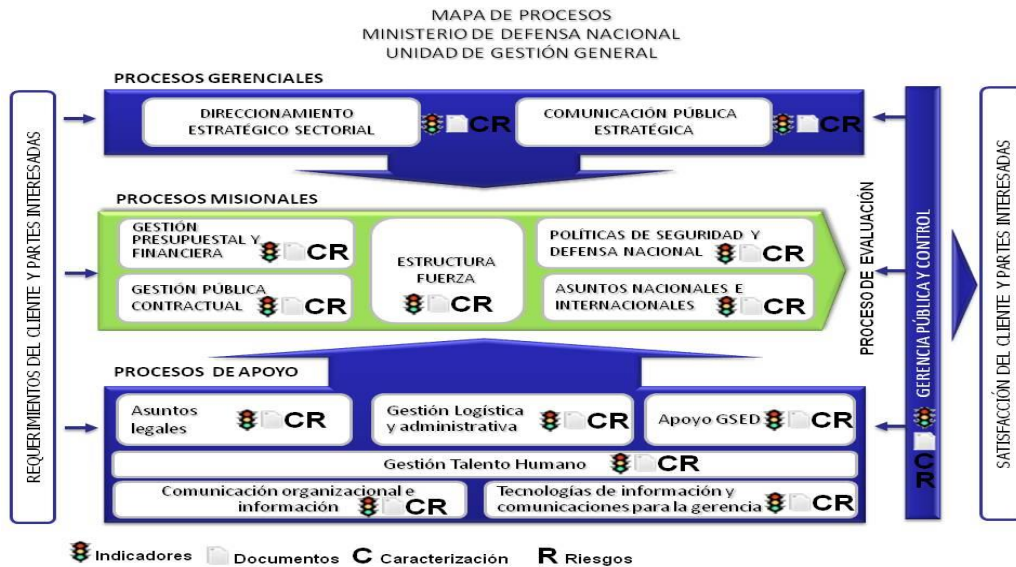 MAPA DE PROCESOS
MINISTERIO DE DEFENSA NACIONAL
UNIDAD DE GESTIÓN GENERAL
REQUERIMIENTOS DEL CLIENTE Y PARTES INTERESADAS
PROCESOS GERENCIALES
DIRECCIONAMIENTO
ESTRATÉGICO SECTORIAL
CR
COMUNICACIÓN PÚBLICA
ESTRATÉGICA
CR
PROCESOS MISIONALES
GESTIÓN
PRESUPUESTAL Y
FINANCIERA
CR
GESTIÓN PÚBLICA
CONTRACTUAL
CR
ESTRUCTURA
FUERZA
CR
POLÍTICAS DE SEGURIDAD Y
DEFENSA NACIONAL
CR
ASUNTOS NACIONALES E
INTERNACIONALES
CR
PROCESOS DE APOYO
Asuntos
legales
CR
Gestión Logística
y administrativa
CR
Apoyo GSED
CR
Gestión Talento Humano
CR
Comunicación organizacional e
información
CR
Tecnologías de información y
comunicaciones para la gerencia
CR
PROCESO DE EVALUACIÓN
GERENCIA PÚBLICA Y CONTROL
C
R
SATISFACCIÓN DEL CLIENTE Y PARTES INTERESADAS
Indicadores
Documentos
C Caracterización
R Riesgos